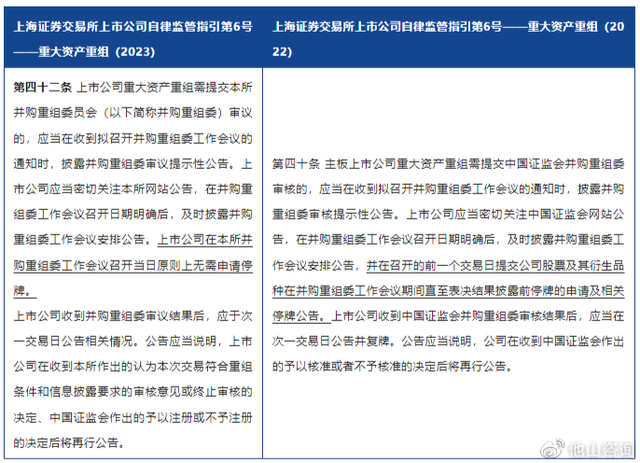 上海证券交易所上市公司自律监管指引第6号
——重大资产重组（2023）
上海证券交易所上市公司自律监管指引第6号——重大资产重组（20
22）
第四十二条 上市公司重大资产重组需提交本所
并购重组委员会（以下简称并购重组委）审议
的，应当在收到拟召开并购重组委工作会议的
通知时，披露并购重组委审议提示性公告。上
市公司应当密切关注本所网站公告，在并购重
组委工作会议召开日期明确后，及时披露并购
重组委工作会议安排公告。上市公司在本所并
购重组委工作会议召开当日原则上无需申请停
牌。
上市公司收到并购重组委审议结果后，应于次
一交易日公告相关情况。公告应当说明，上市
公司在收到本所作出的认为本次交易符合重组
条件和信息披露要求的审核意见或终止审核的
决定、中国证监会作出的予以注册或不予注册
的决定后将再行公告。
第四十条 主板上市公司重大资产重组需提交中国证监会并购重组委
审核的，应当在收到拟召开并购重组委工作会议的通知时，披露并购
重组委审核提示性公告。上市公司应当密切关注中国证监会网站公
告，在并购重组委工作会议召开日期明确后，及时披露并购重组委工
作会议安排公告，并在召开的前一个交易日提交公司股票及其衍生品
种在并购重组委工作会议期间直至表决结果披露前停牌的申请及相关
停牌公告。上市公司收到中国证监会并购重组委审核结果后，应当在
次一交易日公告并复牌。公告应当说明，公司在收到中国证监会作出
的予以核准或者不予核准的决定后将再行公告。
他山咨询